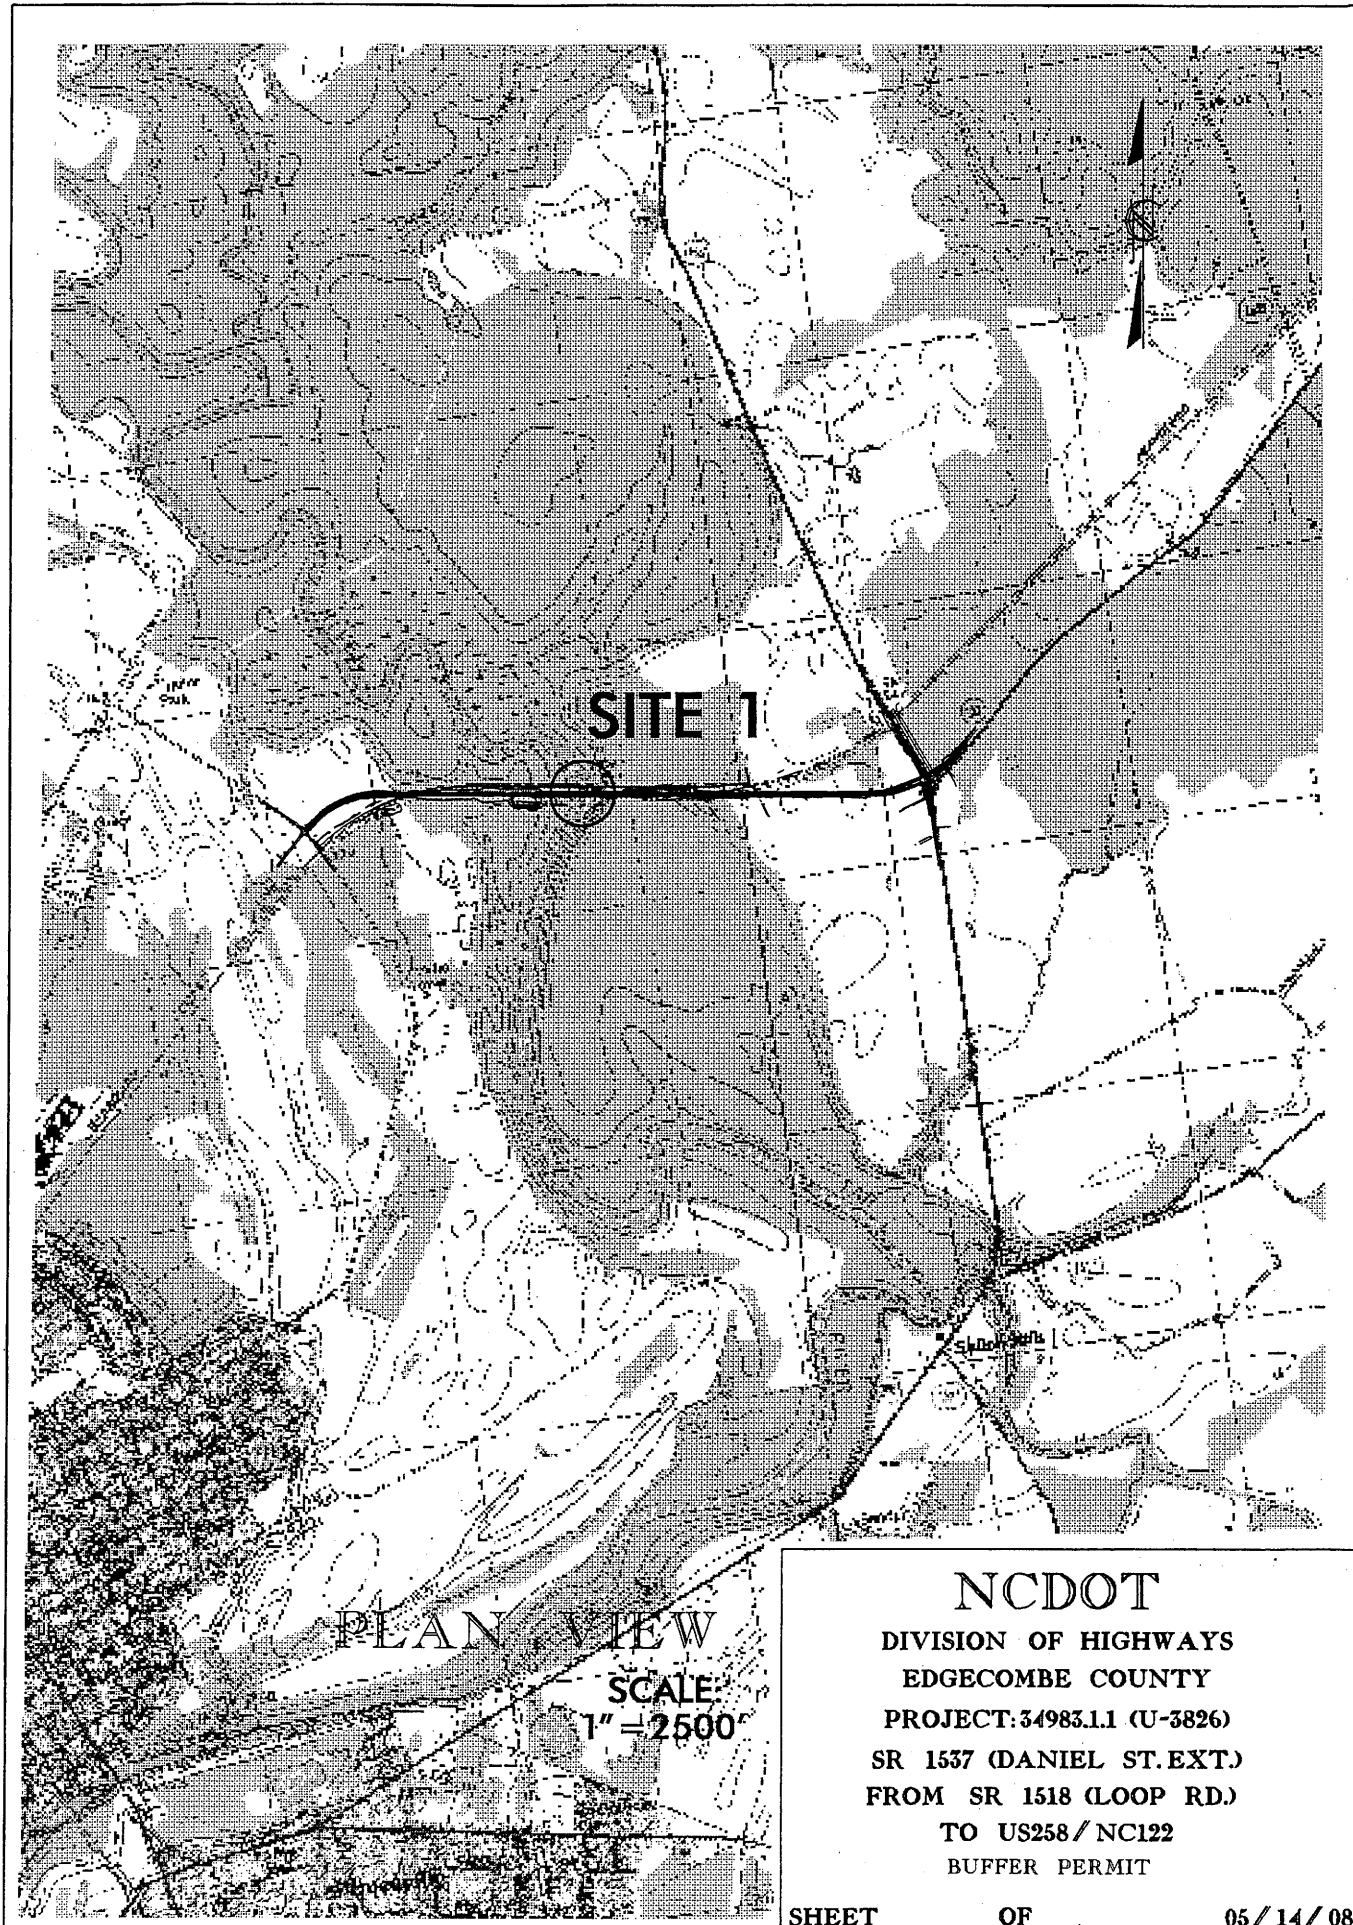 SITE 1
PLAN VIEW
SCALE:
1" = 2500'
NCDOT
DIVISION OF HIGHWAYS
EDGECOMBE COUNTY
PROJECT: 34983.1.1 (U-3826)
SR 1537 (DANIEL ST. EXT.)
FROM SR 1518 (LOOP RD.)
TO US258 / NC122
BUFFER PERMIT
SHEET OF 05 / 14 / 08